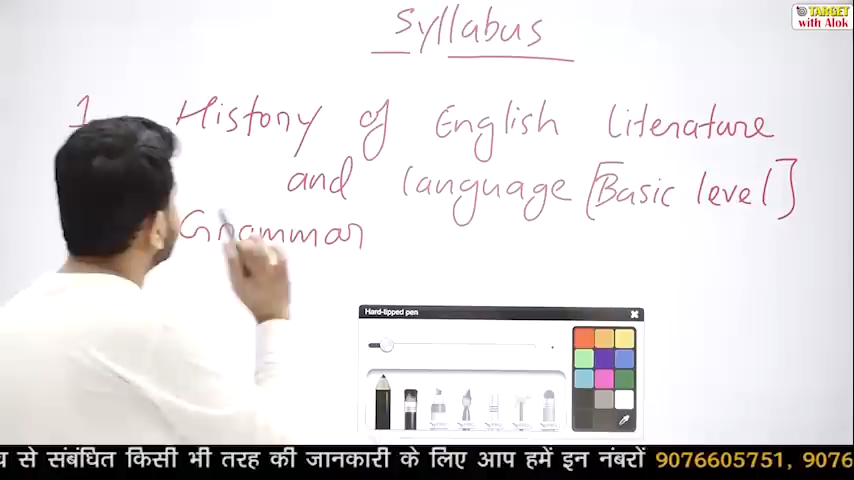 TARGET
with Alok
Syllabus
1 History of English Literature
and language [Basic level]
Grammar
Hard-tipped pen
य से संबंधित किसी भी तरह की जानकारी के लिए आप हमें इन नंबरों 9076605751, 9076